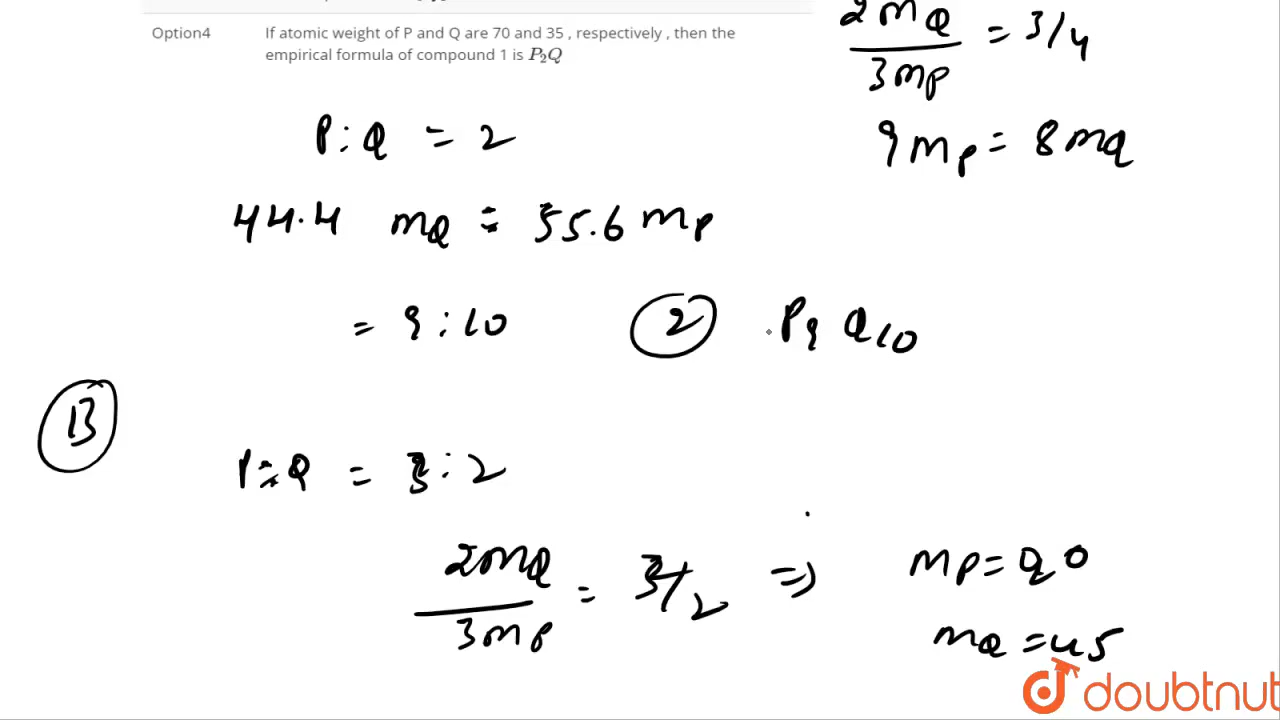 Option4 If atomic weight of P and Q are 70 and 35 , respectively , then the
empirical formula of compound 1 is P₂Q
2mQ
3mp = 3/4
9mp = 8mQ
P:Q = 2
44.4 mQ = 55.6 mp
= 9:10 2 P9 Q10
B
P:Q = 3:2
2mQ
3mp = 3/2 ⇒ mp=
mQ =45
doubtnut